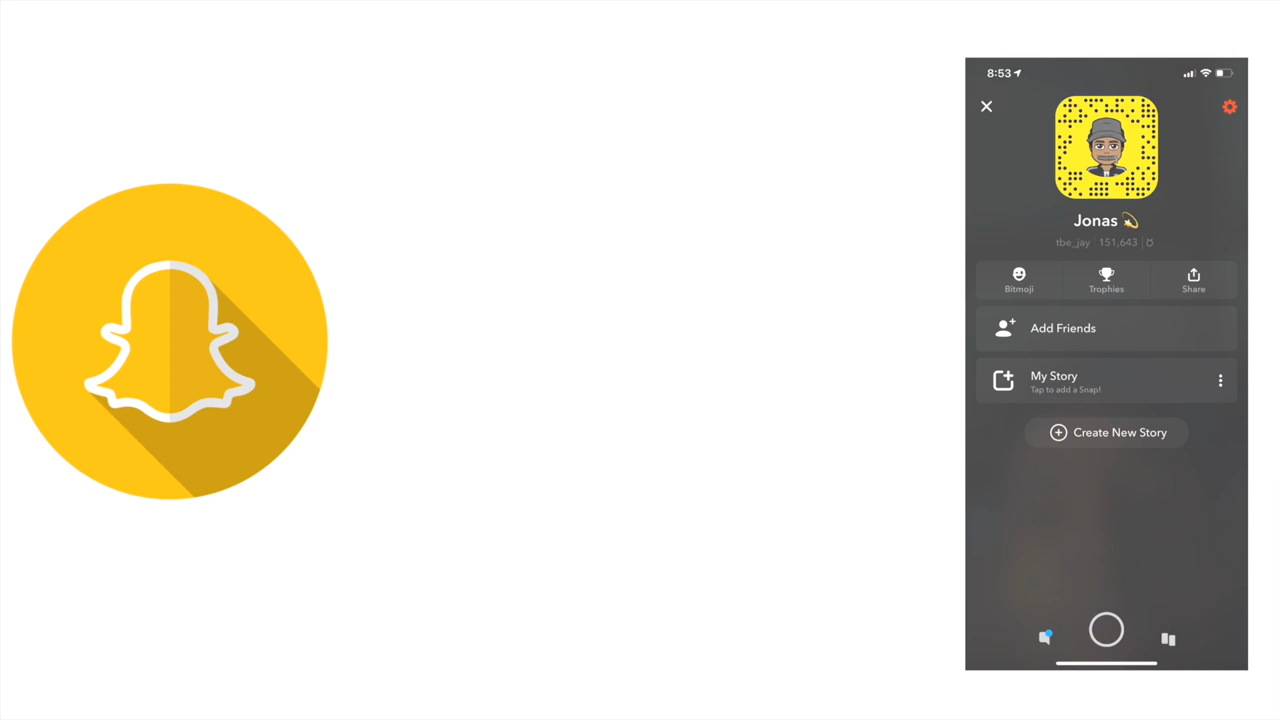 8:53
Jonas
tbe_jay 151,643
Bitmoji
Trophies
Share
Add Friends
My Story
Tap to add a Snap!
Create New Story